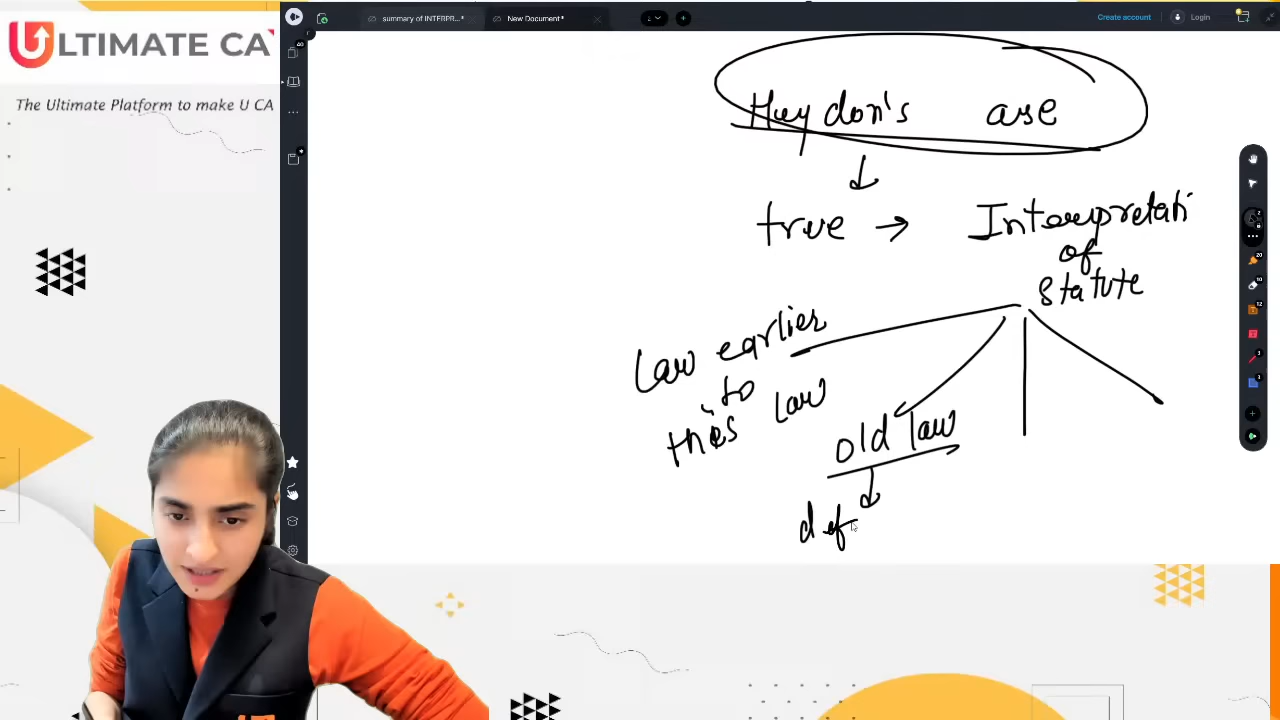 ULTIMATE CA
The Ultimate Platform to make U CA
summary of INTERPR...*
New Document*
Create account
Login
Heydon's ase
true → Interpretati
of
Statute
Law earlier
to
this law
old law
def